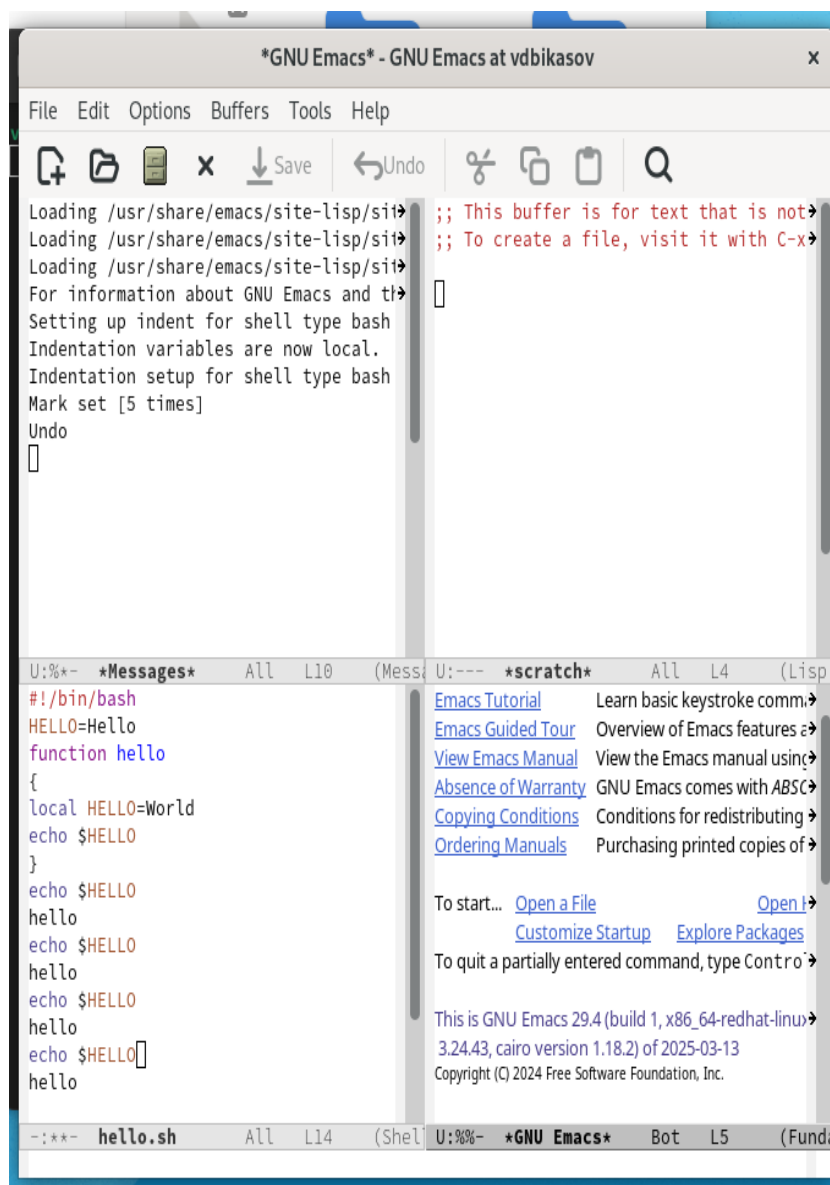 *GNU Emacs* - GNU Emacs at vdbikasov x
File Edit Options Buffers Tools Help
Save Undo
Loading /usr/share/emacs/site-lisp/sit
Loading /usr/share/emacs/site-lisp/sit
Loading /usr/share/emacs/site-lisp/sit
For information about GNU Emacs and th
Setting up indent for shell type bash
Indentation variables are now local.
Indentation setup for shell type bash
Mark set [5 times]
Undo
U:%*- *Messages* All L10 (Mess
;; This buffer is for text that is not
;; To create a file, visit it with C-x
U:--- *scratch* All L4 (Lisp
#!/bin/bash
HELLO=Hello
function hello
{
local HELLO=World
echo $HELLO
}
echo $HELLO
hello
echo $HELLO
hello
echo $HELLO
hello
echo $HELLO
hello
-:**- hello.sh All L14 (Shel
Emacs Tutorial Learn basic keystroke comm
Emacs Guided Tour Overview of Emacs features a
View Emacs Manual View the Emacs manual using
Absence of Warranty GNU Emacs comes with ABSO
Copying Conditions Conditions for redistributing
Ordering Manuals Purchasing printed copies of
To start... Open a File Open H
Customize Startup Explore Packages
To quit a partially entered command, type Contro
This is GNU Emacs 29.4 (build 1, x86_64-redhat-linux
3.24.43, cairo version 1.18.2) of 2025-03-13
Copyright (C) 2024 Free Software Foundation, Inc.
U:%%- *GNU Emacs* Bot L5 (Funda